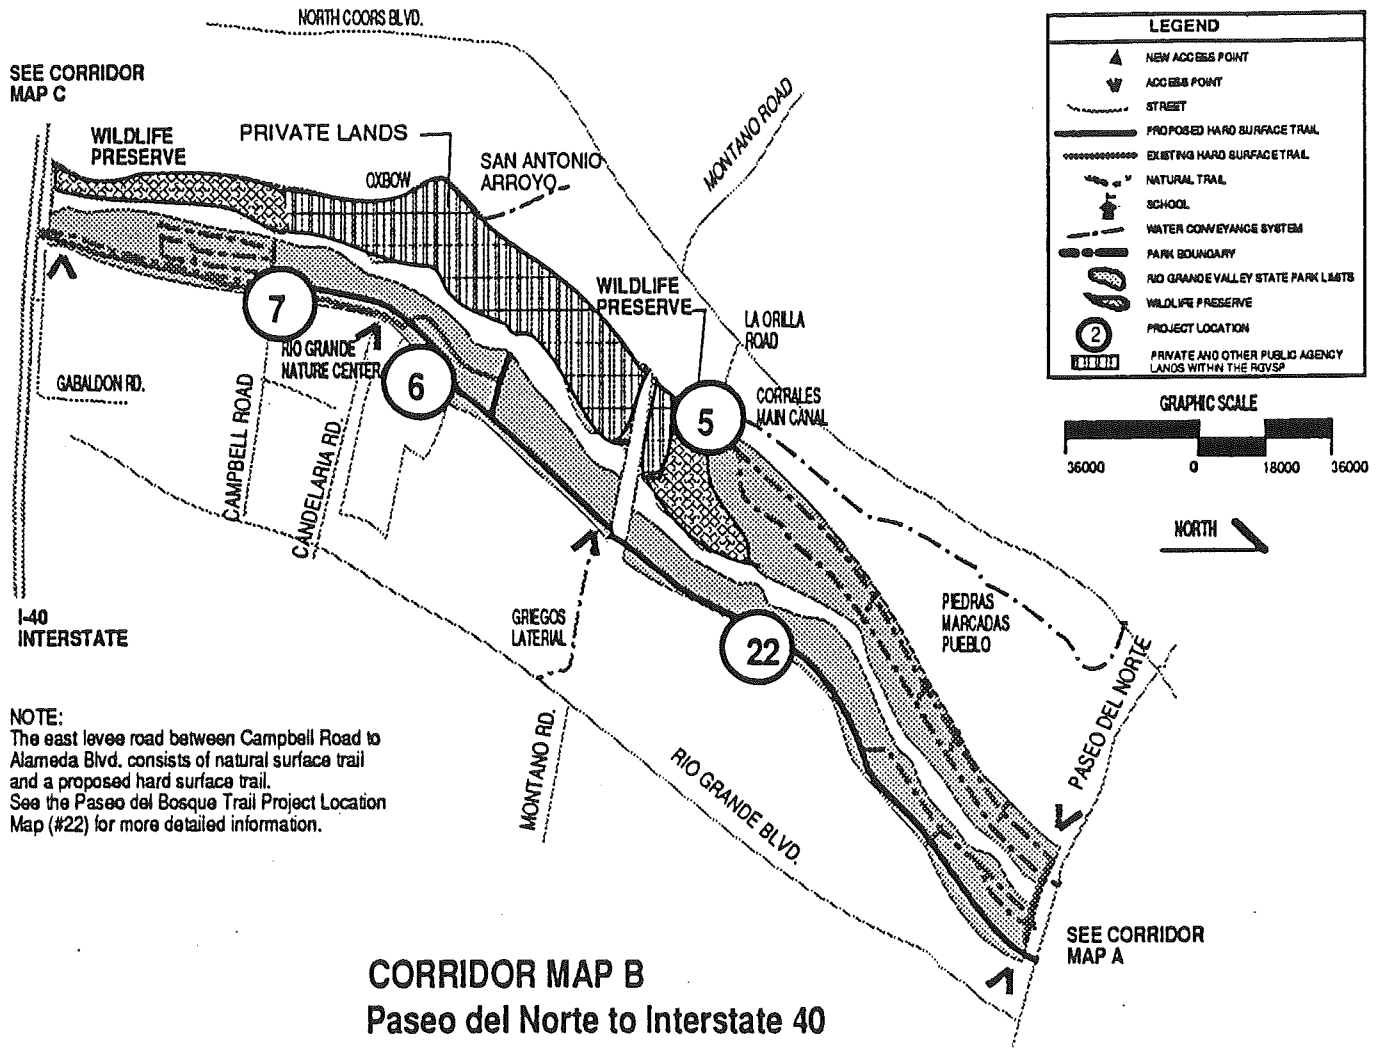 NORTH COORS BLVD.
SEE CORRIDOR
MAP C
WILDLIFE
PRESERVE
PRIVATE LANDS
OXBOW
SAN ANTONIO
ARROYO
MONTANO ROAD
WILDLIFE
PRESERVE
LA ORILLA
ROAD
CORRALES
MAIN CANAL
7
6
5
22
RIO GRANDE
NATURE CENTER
GABALDON RD.
CAMPBELL ROAD
CANDELARIA RD.
I-40
INTERSTATE
GRIEGOS
LATERIAL
MONTANO RD.
RIO GRANDE BLVD.
PIEDRAS
MARCADAS
PUEBLO
PASEO DEL NORTE
SEE CORRIDOR
MAP A
LEGEND
NEW ACCESS POINT
ACCESS POINT
STREET
PROPOSED HARD SURFACE TRAIL
EXISTING HARD SURFACE TRAIL
NATURAL TRAIL
SCHOOL
WATER CONVEYANCE SYSTEM
PARK BOUNDARY
RIO GRANDE VALLEY STATE PARK LIMITS
WILDLIFE PRESERVE
2
PROJECT LOCATION
PRIVATE AND OTHER PUBLIC AGENCY
LANDS WITHIN THE RGVSP
GRAPHIC SCALE
36000 0 18000 36000
NORTH
NOTE:
The east levee road between Campbell Road to
Alameda Blvd. consists of natural surface trail
and a proposed hard surface trail.
See the Paseo del Bosque Trail Project Location
Map (#22) for more detailed information.
CORRIDOR MAP B
Paseo del Norte to Interstate 40